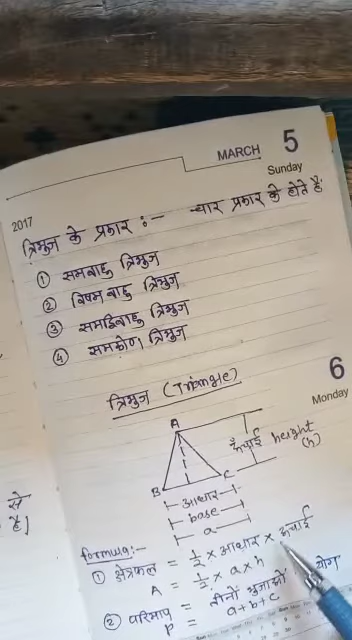 MARCH 5
Sunday
2017
त्रिभुज के प्रकार :- चार प्रकार के होते हैं
① समबाहु त्रिभुज
② विषमबाहु त्रिभुज
③ समद्विबाहु त्रिभुज
④ समकोण त्रिभुज
6
Monday
त्रिभुज (Triangle)
A
ऊँचाई height
(h)
B C
आधार
base
a
से
है।
formula:-
① क्षेत्रफल = 1/2 × आधार × ऊँचाई
A = 1/2 × a × h
② परिमाप = तीनों भुजाओं योग
P = a+b+c